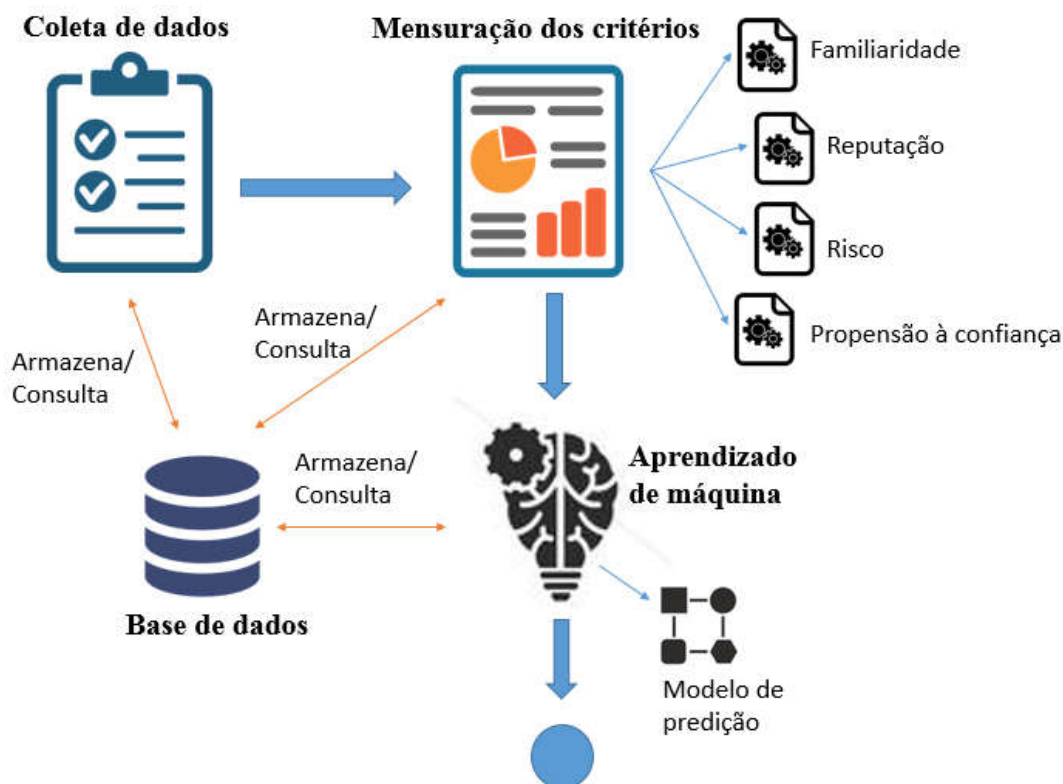 Coleta de dados
Mensuração dos critérios
Familiaridade
Reputação
Risco
Propensão à confiança
Armazena/
Consulta
Armazena/
Consulta
Armazena/
Consulta
Aprendizado
de máquina
Base de dados
Modelo de
predição